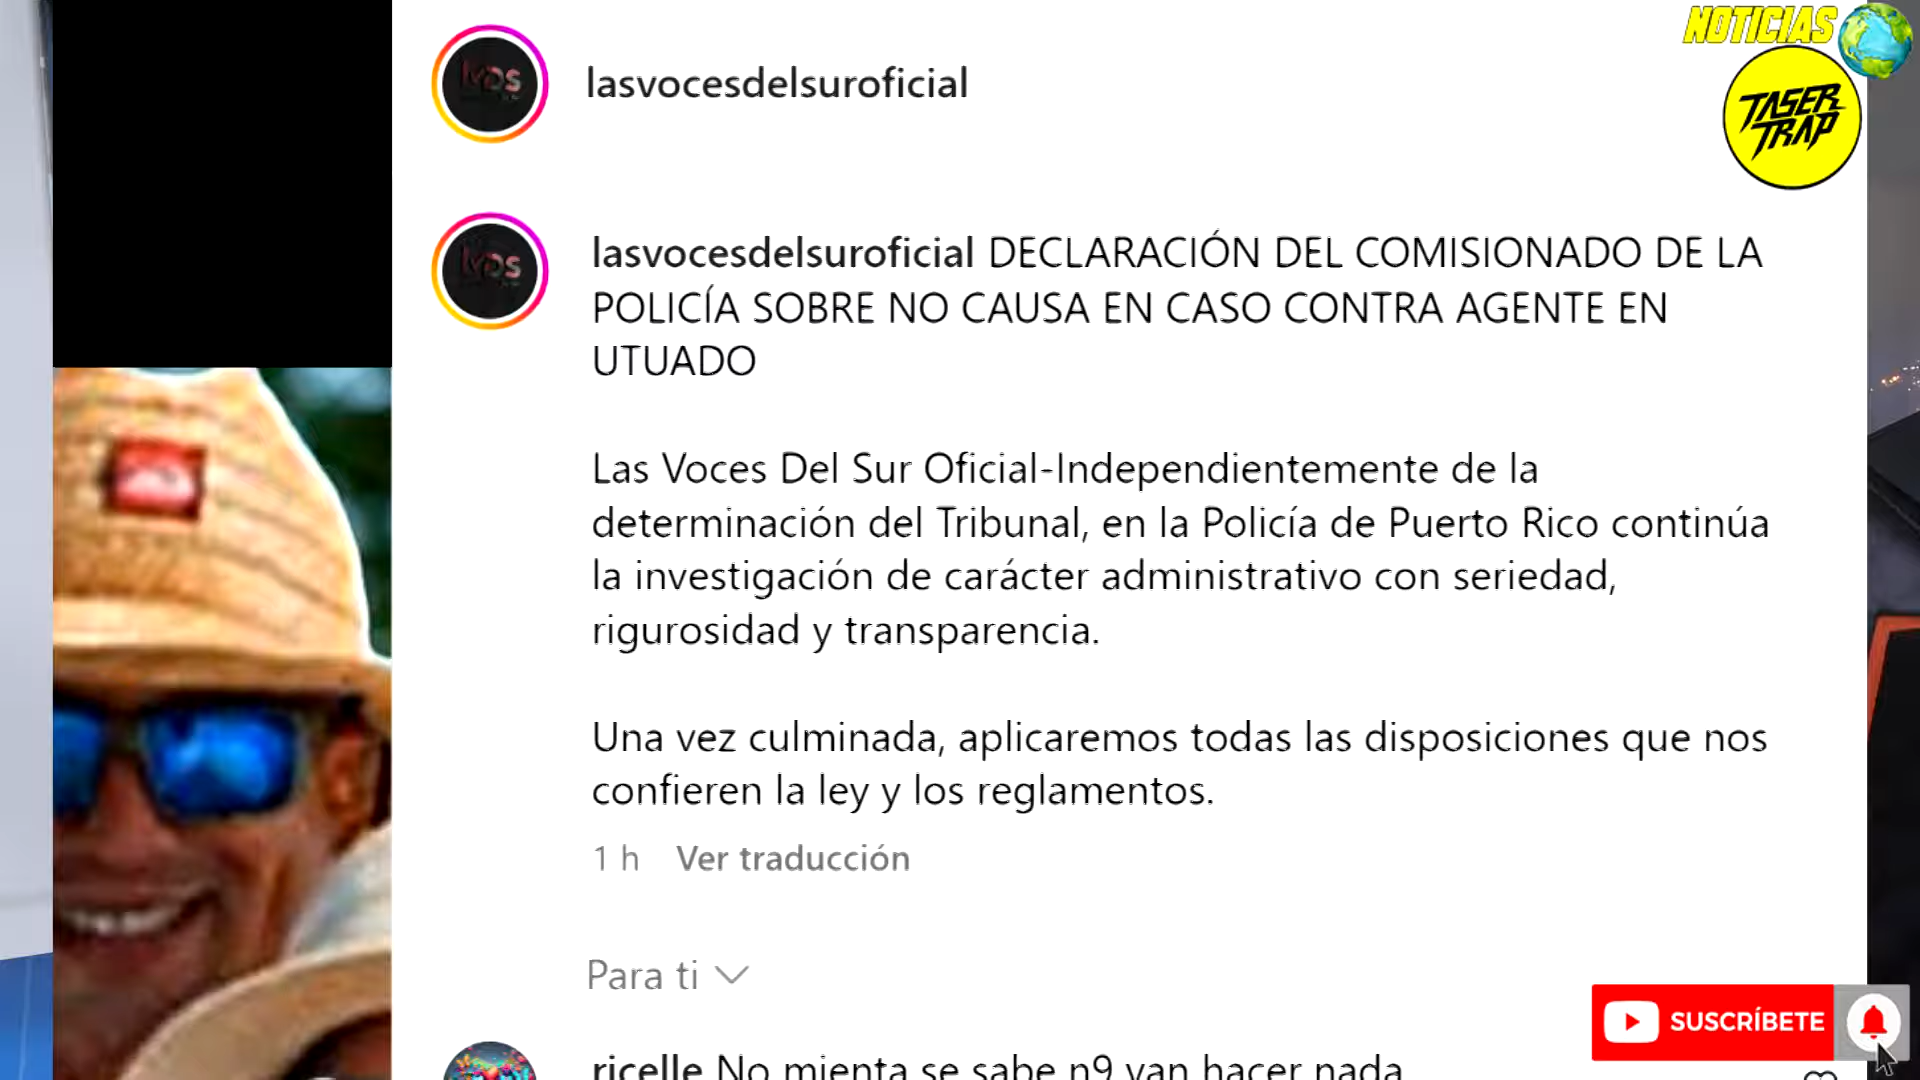 NOTICIAS
TASER
TRAP
lasvocesdelsuroficial
lasvocesdelsuroficial DECLARACIÓN DEL COMISIONADO DE LA
POLICÍA SOBRE NO CAUSA EN CASO CONTRA AGENTE EN
UTUADO
Las Voces Del Sur Oficial-Independientemente de la
determinación del Tribunal, en la Policía de Puerto Rico continúa
la investigación de carácter administrativo con seriedad,
rigurosidad y transparencia.
Una vez culminada, aplicaremos todas las disposiciones que nos
confieren la ley y los reglamentos.
1 h Ver traducción
Para ti
SUSCRÍBETE
ricelle No mienta se sabe n9 van hacer nada